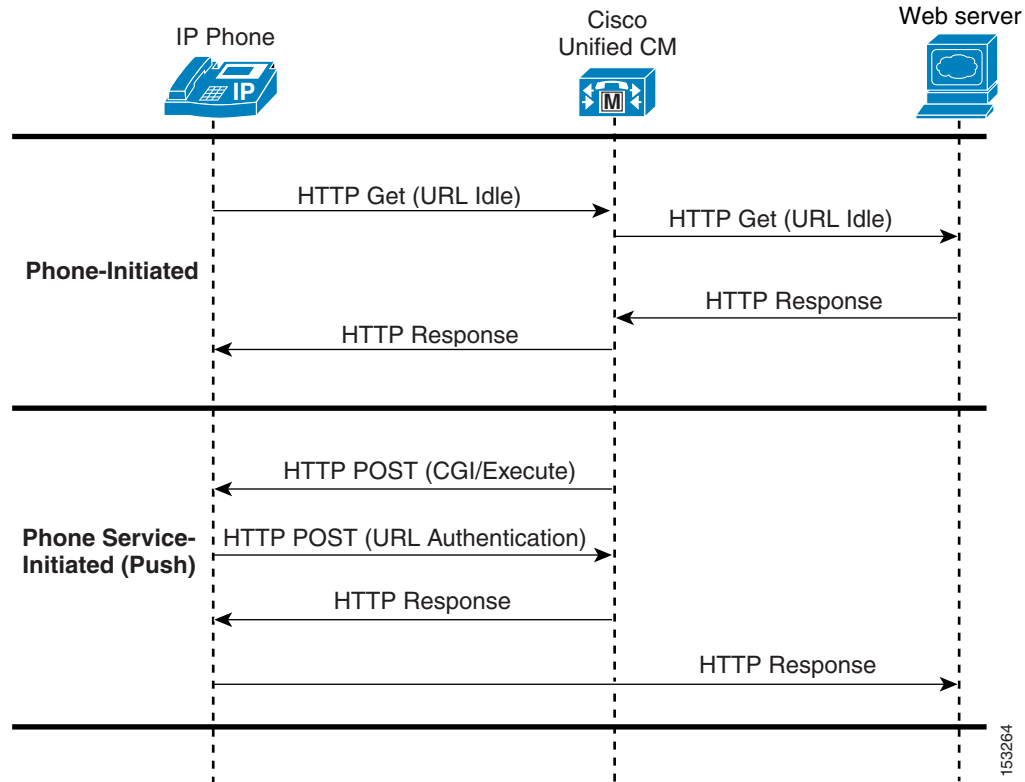 IP Phone
Cisco
Unified CM
Web server
IP
M
HTTP Get (URL Idle)
HTTP Get (URL Idle)
Phone-Initiated
HTTP Response
HTTP Response
HTTP POST (CGI/Execute)
Phone Service-
Initiated (Push)
HTTP POST (URL Authentication)
HTTP Response
HTTP Response
153264